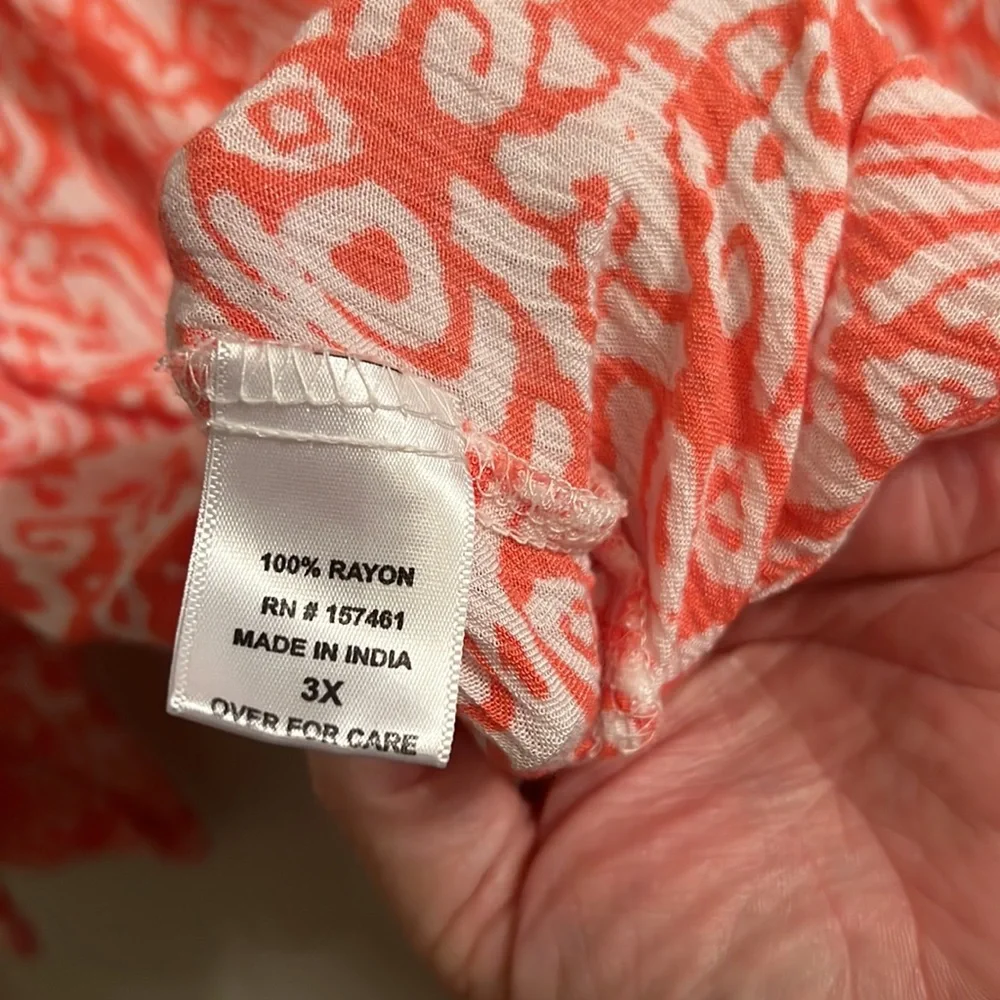 100% RAYON
RN # 157461
MADE IN INDIA
3X
OVER FOR CARE